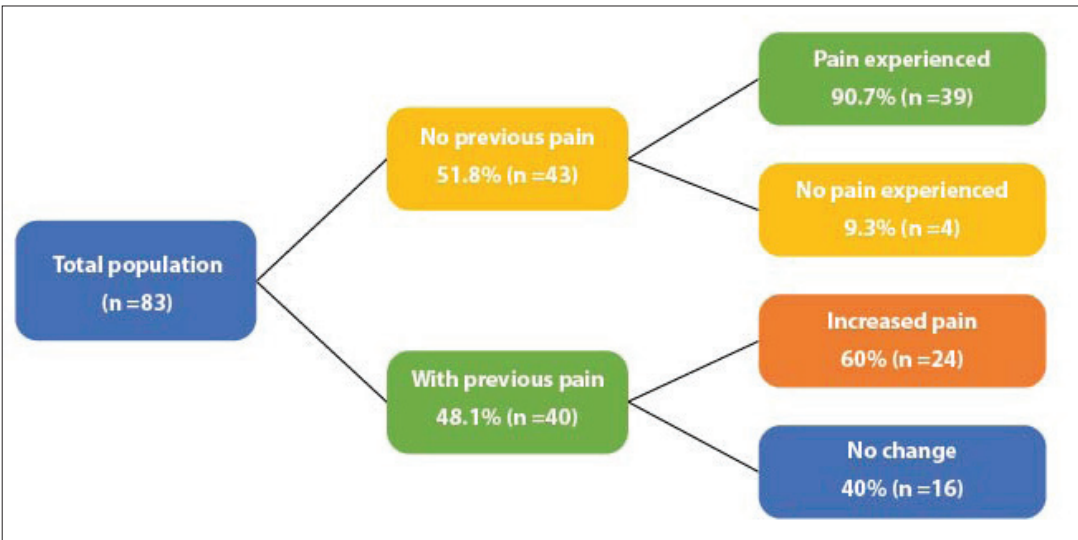 Total population
(n =83)
No previous pain
51.8% (n =43)
With previous pain
48.1% (n =40)
Pain experienced
90.7% (n =39)
No pain experienced
9.3% (n =4)
Increased pain
60% (n =24)
No change
40% (n =16)